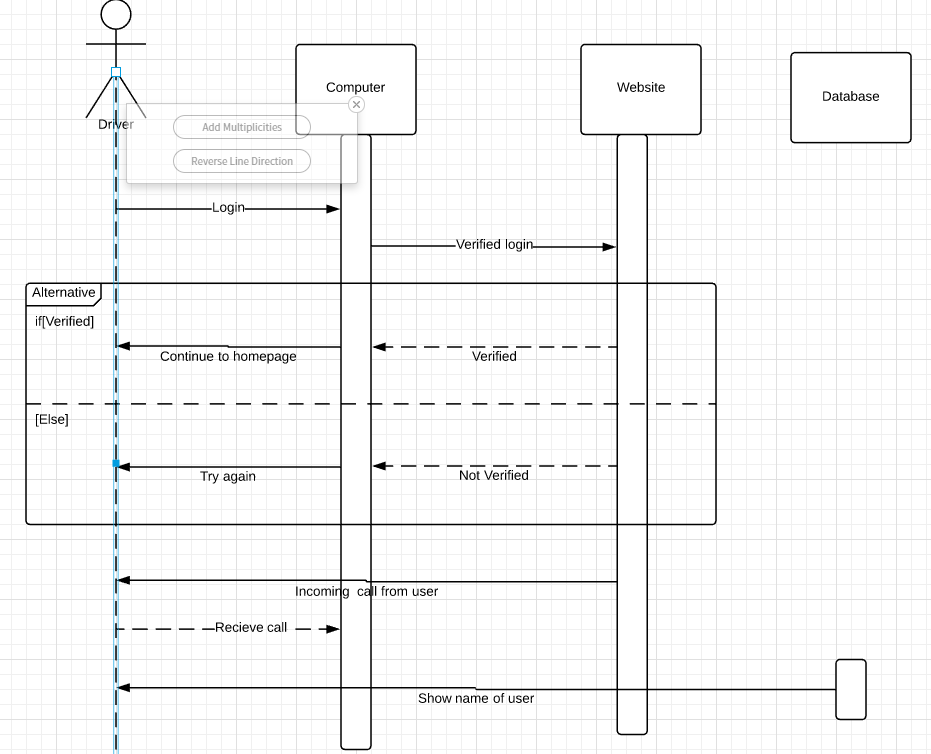 Computer
Website
Database
Driver
Add Multiplicities
Reverse Line Direction
Login
Verified login
Alternative
if[Verified]
Continue to homepage
Verified
[Else]
Try again
Not Verified
Incoming  call from user
Recieve call
Show name of user